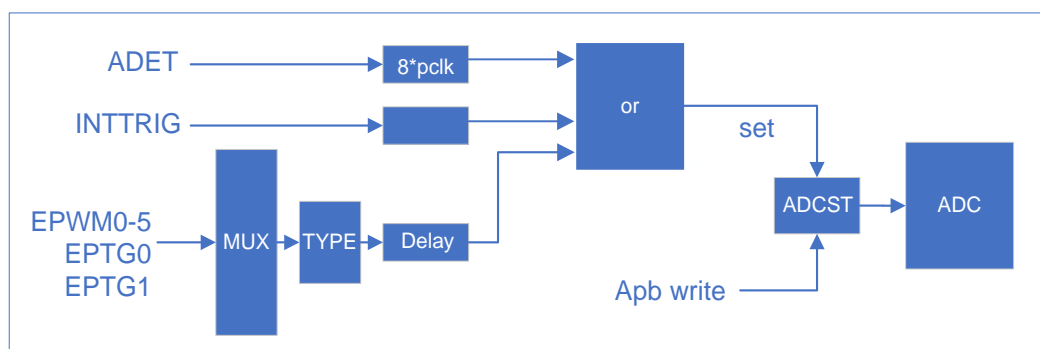 ADET
8*pclk
INTTRIG
or
set
EPWM0-5
EPTG0
EPTG1
MUX
TYPE
Delay
ADCST
ADC
Apb write